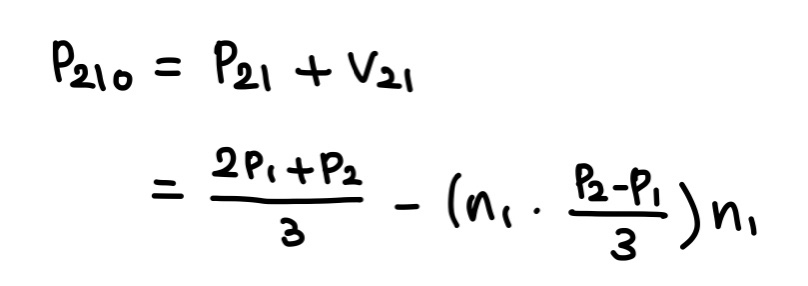 P₂₁₀ = P₂₁ + V₂₁
= (2P₁ + P₂)/3 - (n₁ · (P₂-P₁)/3) n₁